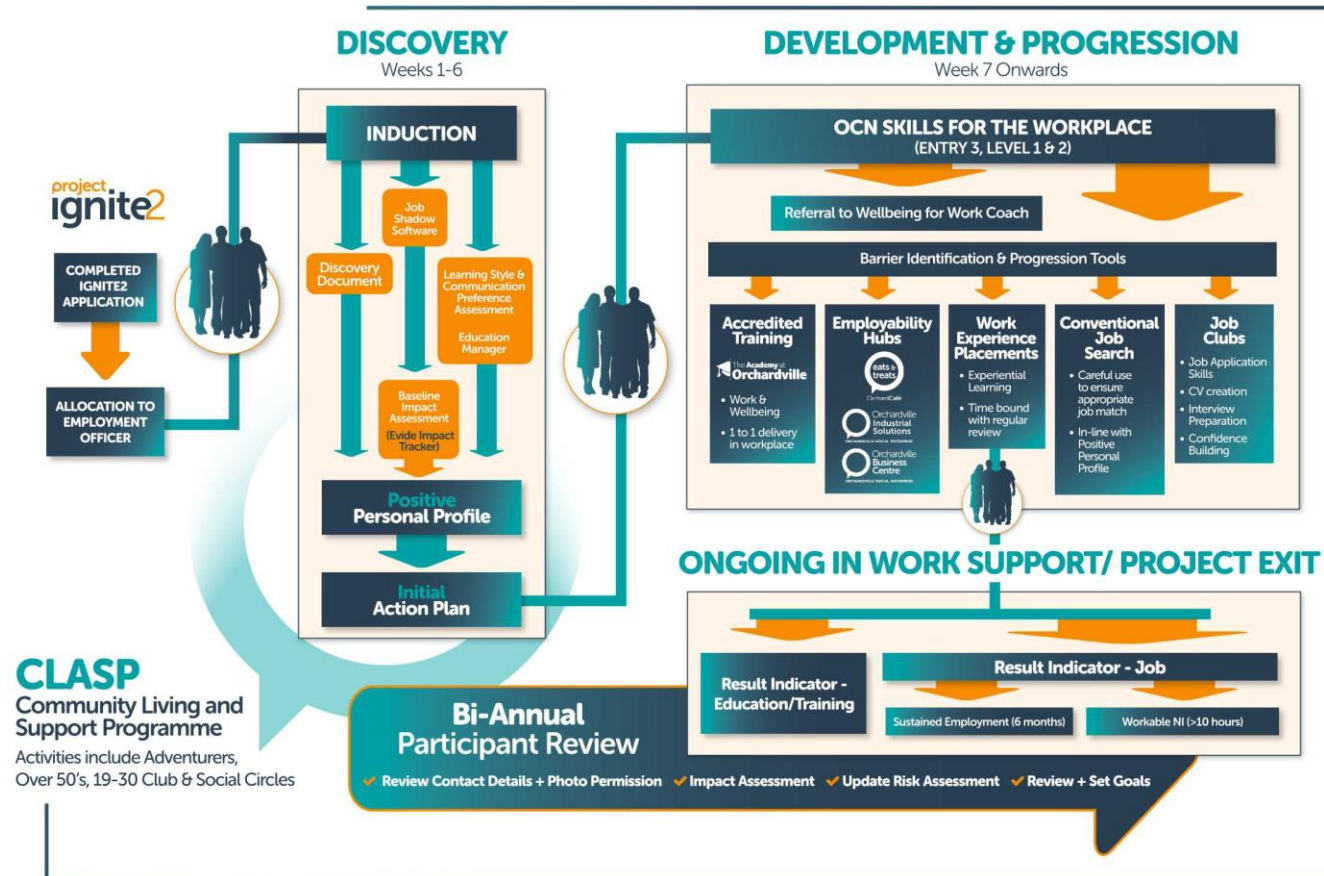 DISCOVERY
Weeks 1-6
INDUCTION
Job
Shadow
Software
Discovery
Document
Learning Style &
Communication
Preference
Assessment
Education
Manager
Baseline
Impact
Assessment
(Evide Impact
Tracker)
Positive
Personal Profile
Initial
Action Plan
project
ignite2
COMPLETED
IGNITE2
APPLICATION
ALLOCATION TO
EMPLOYMENT
OFFICER
DEVELOPMENT & PROGRESSION
Week 7 Onwards
OCN SKILLS FOR THE WORKPLACE
(ENTRY 3, LEVEL 1 & 2)
Referral to Wellbeing for Work Coach
Barrier Identification & Progression Tools
Accredited
Training
The Academy at
Orchardville
• Work &
Wellbeing
• 1 to 1 delivery
in workplace
Employability
Hubs
eats &
treats
OrchardCafé
Orchardville
Industrial
Solutions
ORCHARDVILLE SOCIAL ENTERPRISE
Orchardville
Business
Centre
ORCHARDVILLE SOCIAL ENTERPRISE
Work
Experience
Placements
• Experiential
Learning
• Time bound
with regular
review
Conventional
Job
Search
• Careful use
to ensure
appropriate
job match
• In-line with
Positive
Personal
Profile
Job
Clubs
• Job Application
Skills
• CV creation
• Interview
Preparation
• Confidence
Building
ONGOING IN WORK SUPPORT/ PROJECT EXIT
Result Indicator -
Education/Training
Result Indicator - Job
Sustained Employment (6 months)
Workable NI (>10 hours)
CLASP
Community Living and
Support Programme
Activities include Adventurers,
Over 50's, 19-30 Club & Social Circles
Bi-Annual
Participant Review
✓ Review Contact Details + Photo Permission ✓ Impact Assessment ✓ Update Risk Assessment ✓ Review + Set Goals